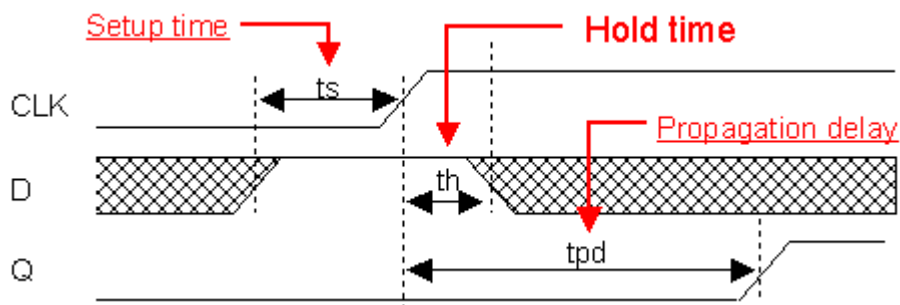 Setup time
Hold time
ts
CLK
Propagation delay
D
th
Q
tpd